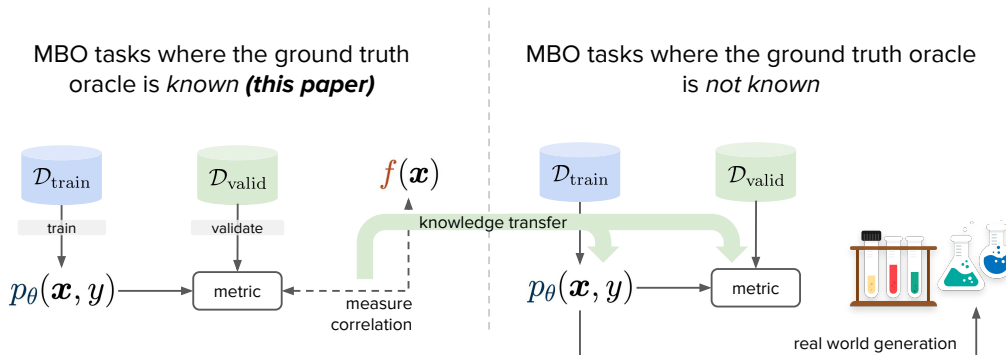 MBO tasks where the ground truth
oracle is known (this paper)
𝒟train
𝒟valid
f(x)
train
validate
pθ(x, y)
metric
measure
correlation
knowledge transfer
MBO tasks where the ground truth oracle
is not known
𝒟train
𝒟valid
pθ(x, y)
metric
real world generation